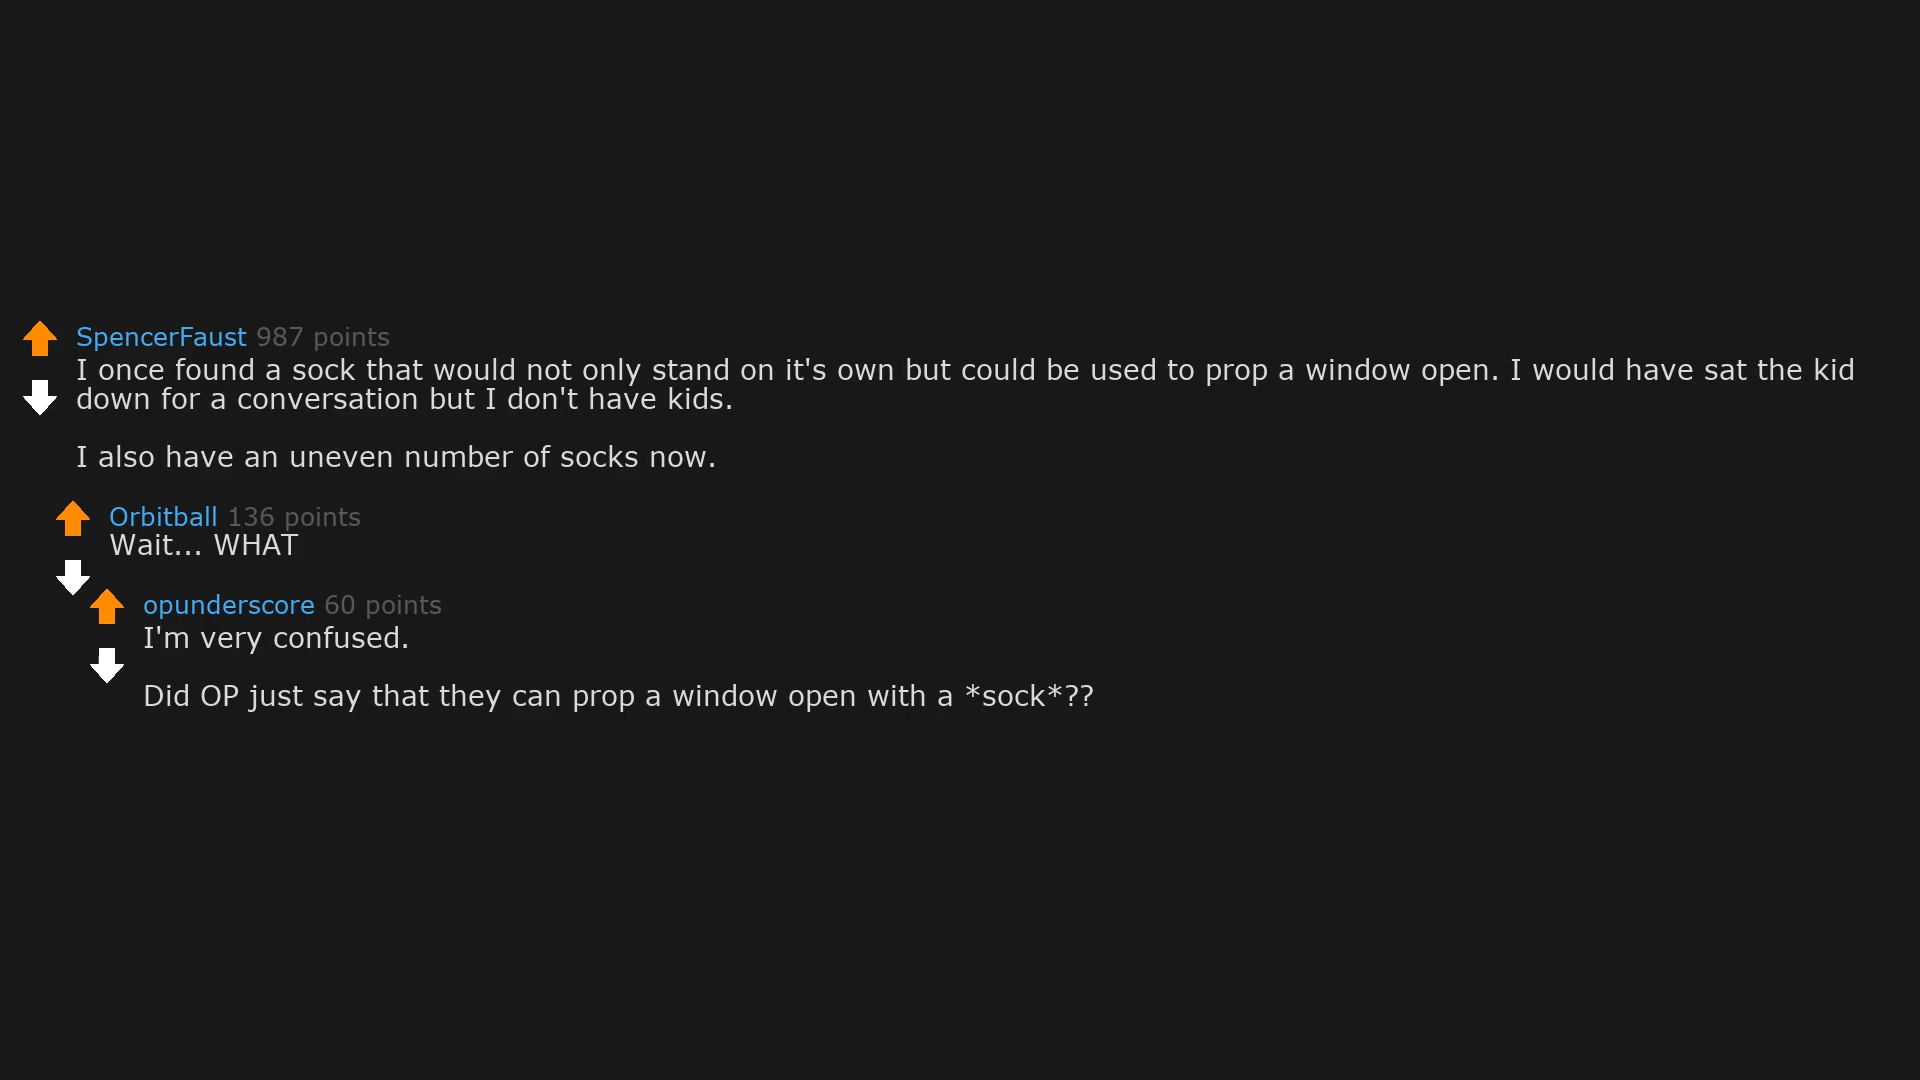 SpencerFaust 987 points
I once found a sock that would not only stand on it's own but could be used to prop a window open. I would have sat the kid
down for a conversation but I don't have kids.
I also have an uneven number of socks now.
Orbitball 136 points
Wait... WHAT
opunderscore 60 points
I'm very confused.
Did OP just say that they can prop a window open with a *sock*??